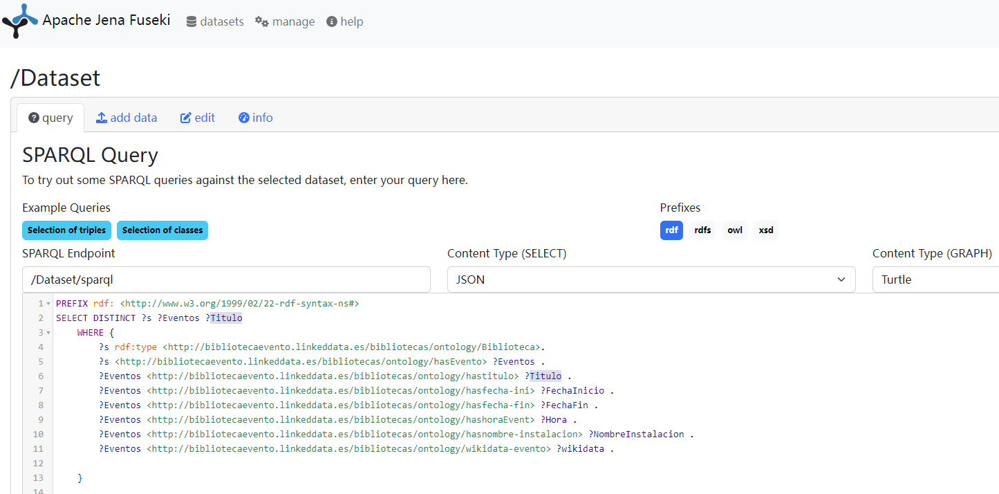 Apache Jena Fuseki datasets manage help
/Dataset
query add data edit info
SPARQL Query
To try out some SPARQL queries against the selected dataset, enter your query here.
Example Queries Prefixes
Selection of triples Selection of classes rdf rdfs owl xsd
SPARQL Endpoint Content Type (SELECT) Content Type (GRAPH)
/Dataset/sparql JSON Turtle
1 PREFIX rdf: <http://www.w3.org/1999/02/22-rdf-syntax-ns#>
2 SELECT DISTINCT ?s ?Eventos ?Titulo
3 WHERE {
4 ?s rdf:type <http://bibliotecaevento.linkeddata.es/bibliotecas/ontology/Biblioteca>.
5 ?s <http://bibliotecaevento.linkeddata.es/bibliotecas/ontology/hasEvento> ?Eventos .
6 ?Eventos <http://bibliotecaevento.linkeddata.es/bibliotecas/ontology/hastitulo> ?Titulo .
7 ?Eventos <http://bibliotecaevento.linkeddata.es/bibliotecas/ontology/hasfecha-ini> ?FechaInicio .
8 ?Eventos <http://bibliotecaevento.linkeddata.es/bibliotecas/ontology/hasfecha-fin> ?FechaFin .
9 ?Eventos <http://bibliotecaevento.linkeddata.es/bibliotecas/ontology/hashoraEvent> ?Hora .
10 ?Eventos <http://bibliotecaevento.linkeddata.es/bibliotecas/ontology/hasnombre-instalacion> ?NombreInstalacion .
11 ?Eventos <http://bibliotecaevento.linkeddata.es/bibliotecas/ontology/wikidata-evento> ?wikidata .
12
13 }
14